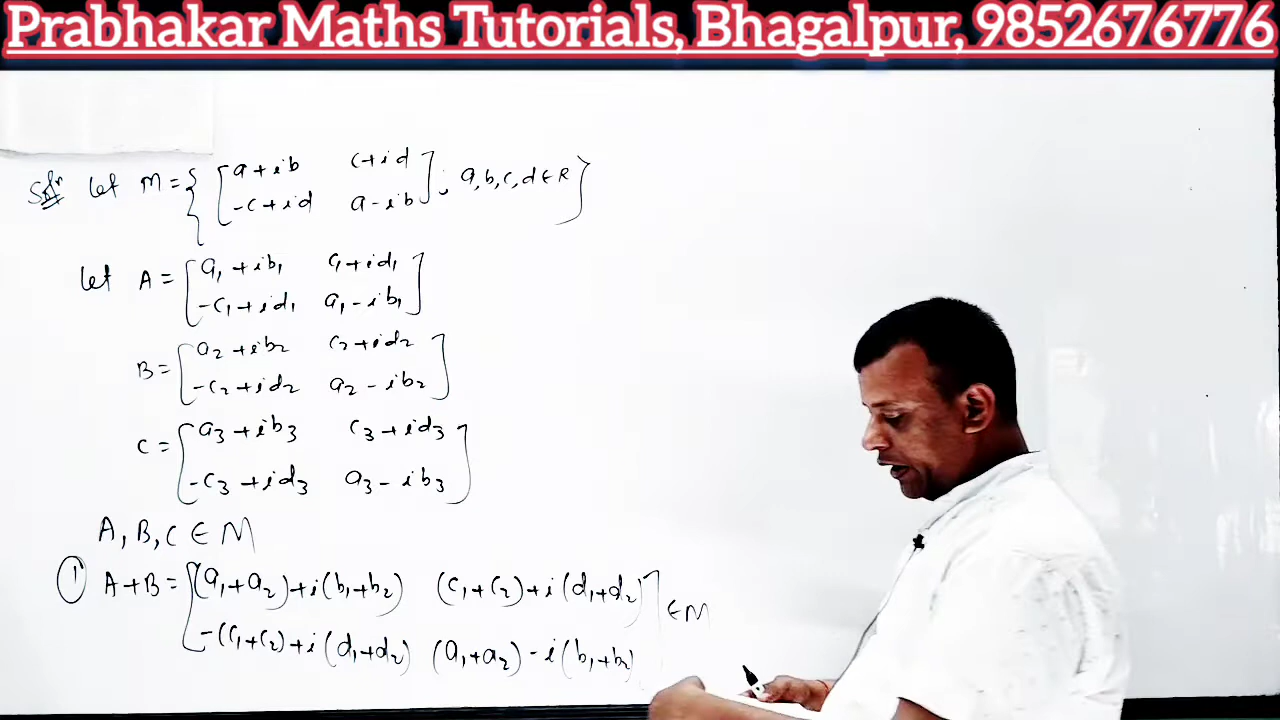 Prabhakar Maths Tutorials, Bhagalpur, 9852676776
Soln let M = { [ a+ib c+id
-c+id a-ib ] ; a,b,c,d ∈ R }
let A = [ a₁+ib₁ c₁+id₁
-c₁+id₁ a₁-ib₁ ]
B = [ a₂+ib₂ c₂+id₂
-c₂+id₂ a₂-ib₂ ]
C = [ a₃+ib₃ c₃+id₃
-c₃+id₃ a₃-ib₃ ]
A, B, C ∈ M
① A+B = [ (a₁+a₂)+i(b₁+b₂) (c₁+c₂)+i(d₁+d₂)
-(c₁+c₂)+i(d₁+d₂) (a₁+a₂)-i(b₁+b₂) ] ∈ M